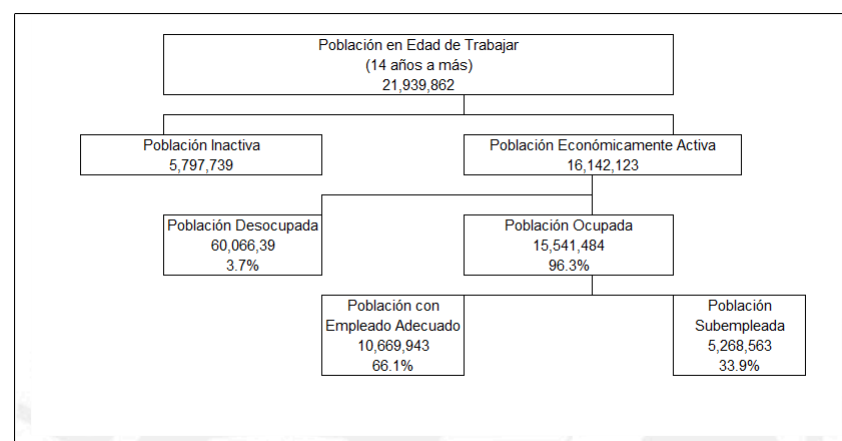 Población en Edad de Trabajar
(14 años a más)
21,939,862
Población Inactiva
5,797,739
Población Económicamente Activa
16,142,123
Población Desocupada
60,066,39
3.7%
Población Ocupada
15,541,484
96.3%
Población con
Empleado Adecuado
10,669,943
66.1%
Población
Subempleada
5,268,563
33.9%